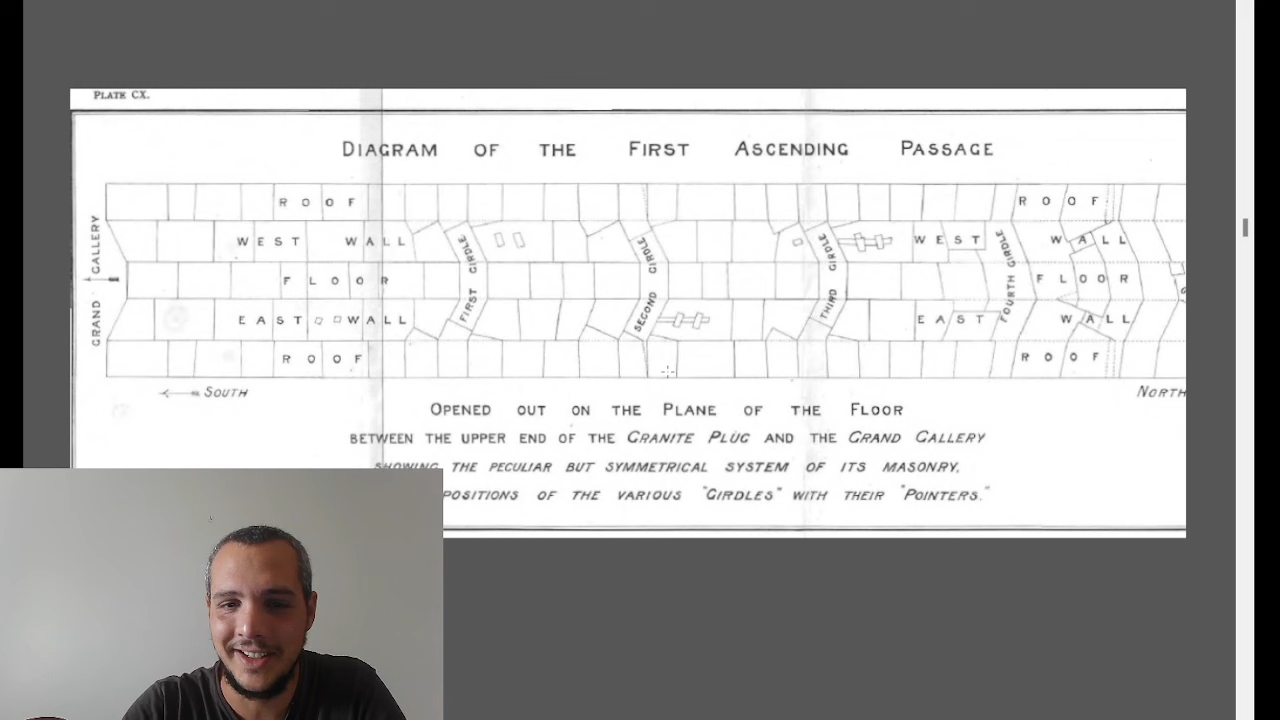 PLATE CX.
DIAGRAM OF THE FIRST ASCENDING PASSAGE
ROOF ROOF
WEST WALL WEST WALL
FLOOR FLOOR
EAST WALL EAST WALL
ROOF ROOF
GRAND GALLERY
FIRST GIRDLE
SECOND GIRDLE
THIRD GIRDLE
FOURTH GIRDLE
SOUTH
NORTH
OPENED OUT ON THE PLANE OF THE FLOOR
BETWEEN THE UPPER END OF THE GRANITE PLUG AND THE GRAND GALLERY
SHOWING THE PECULIAR BUT SYMMETRICAL SYSTEM OF ITS MASONRY,
POSITIONS OF THE VARIOUS "GIRDLES" WITH THEIR "POINTERS."